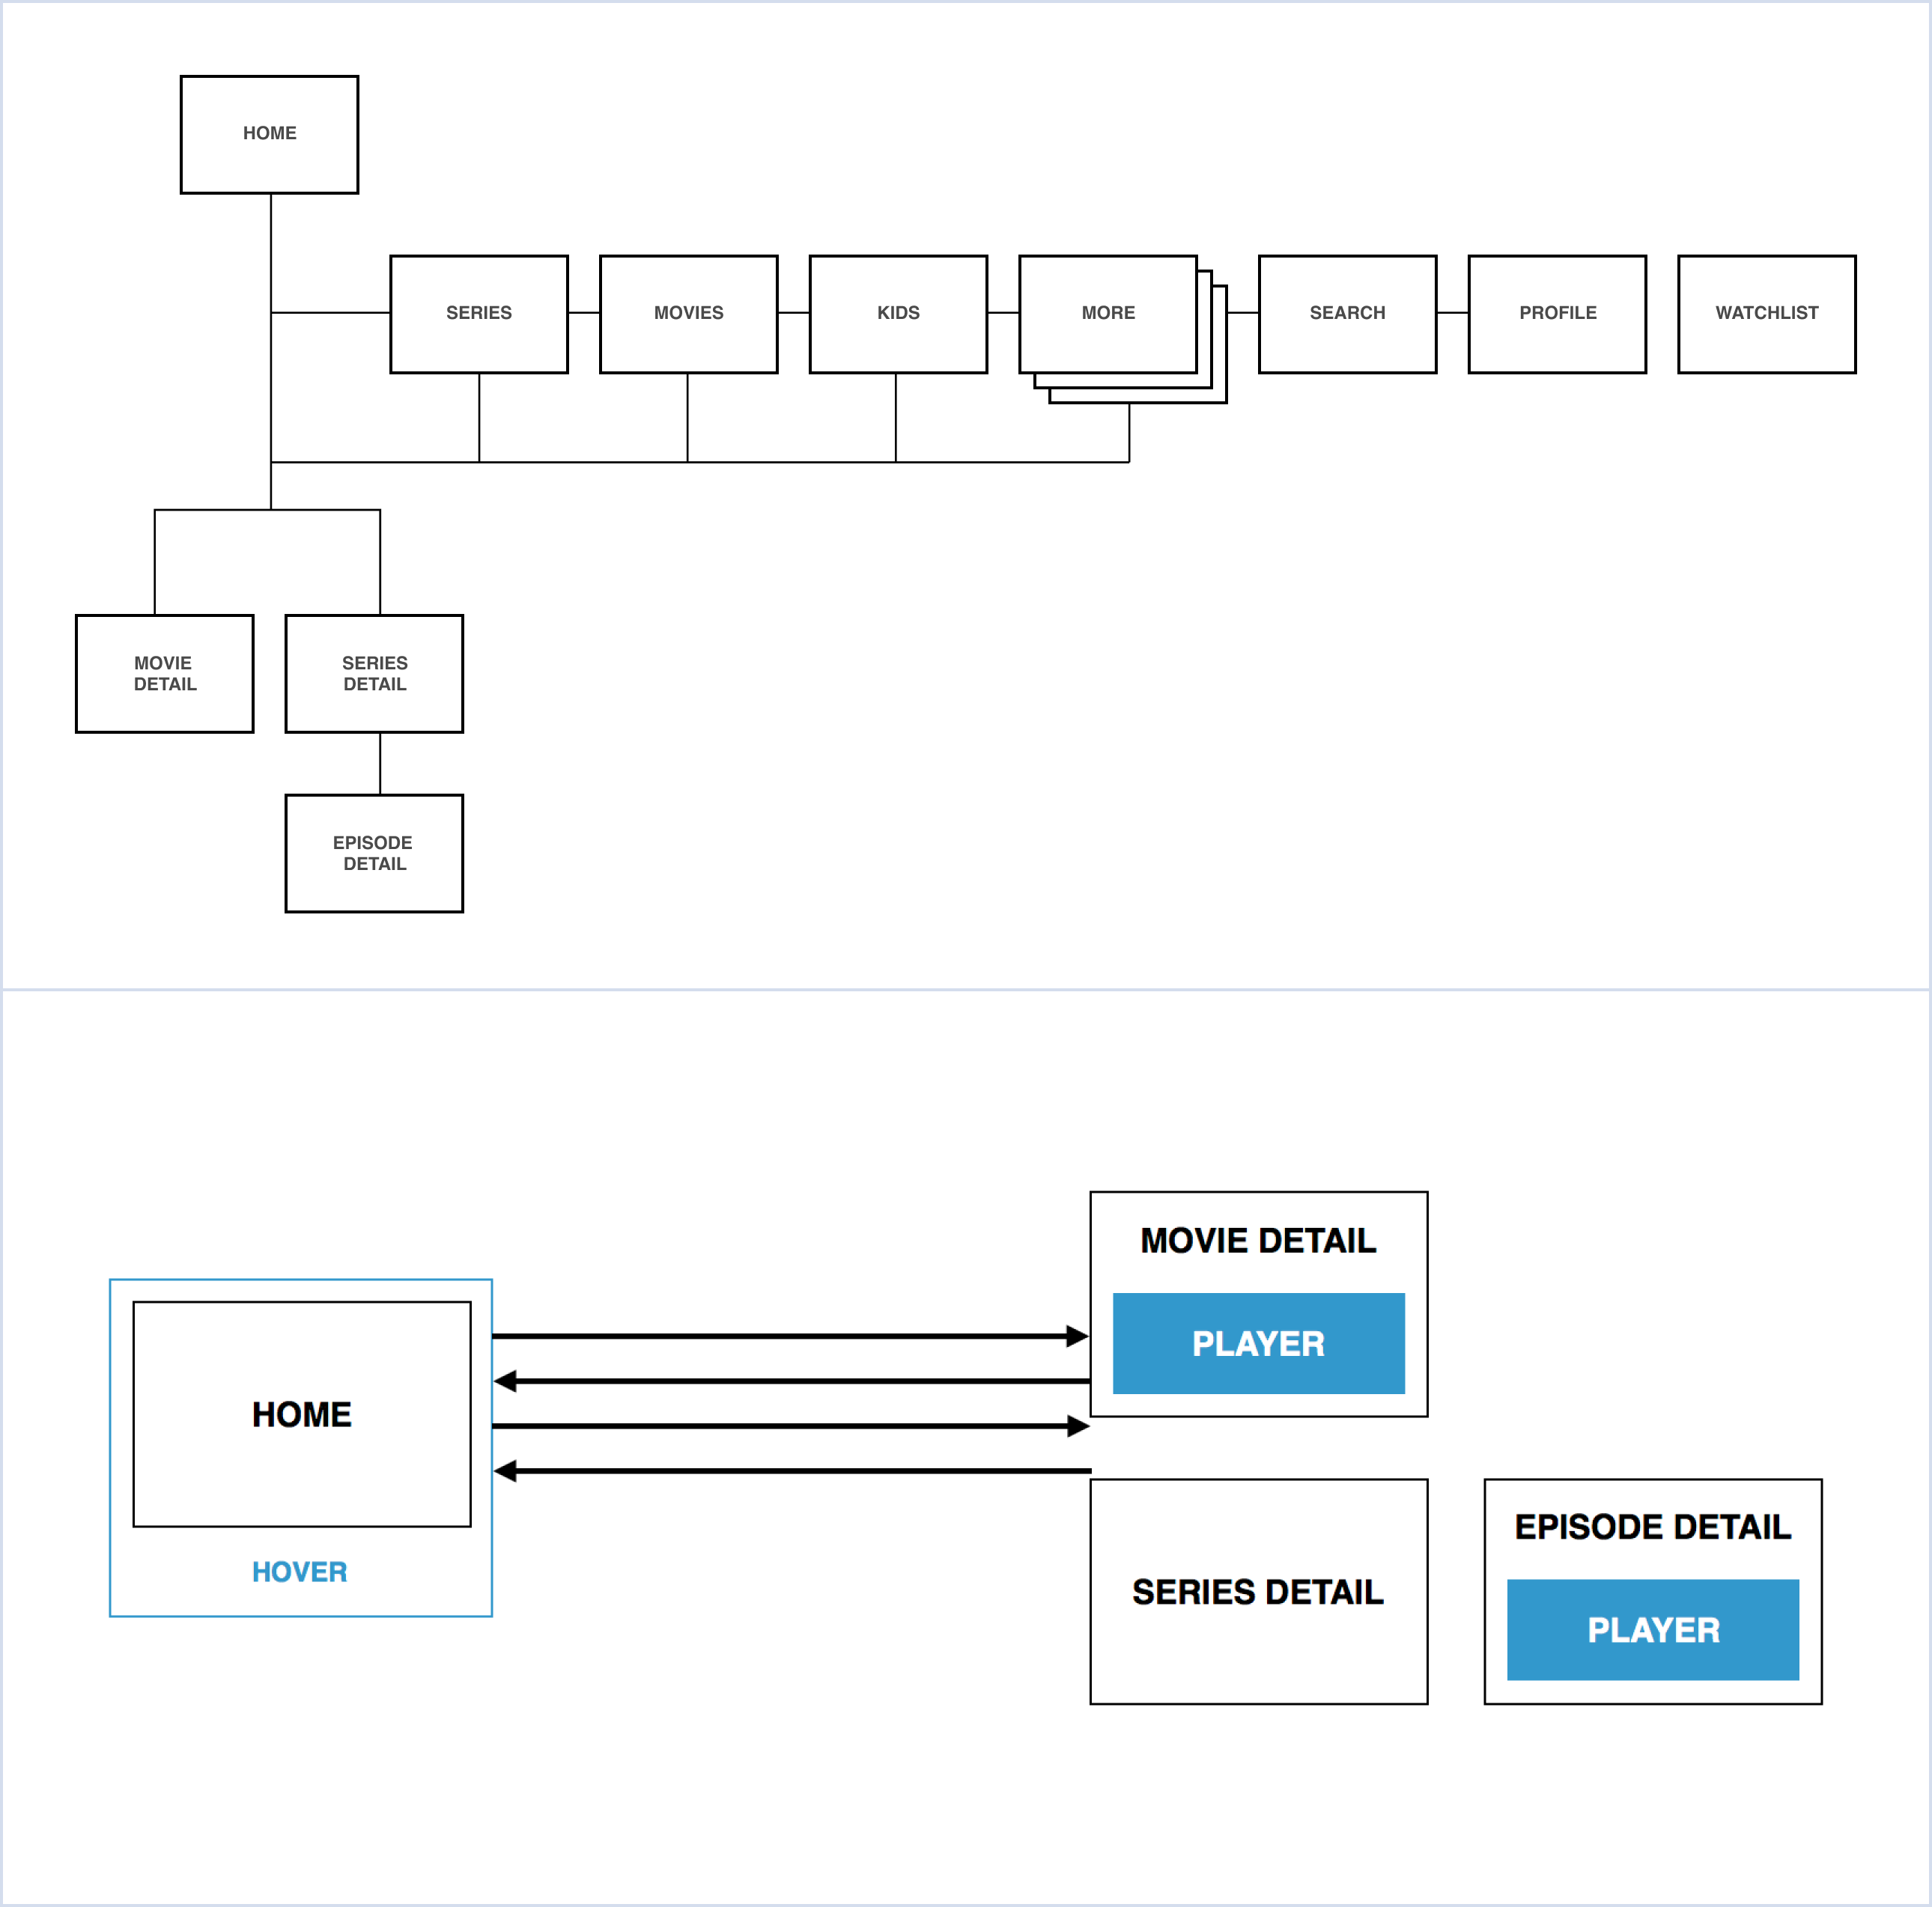 HOME
SERIES
MOVIES
KIDS
MORE
SEARCH
PROFILE
WATCHLIST
MOVIE
DETAIL
SERIES
DETAIL
EPISODE
DETAIL
MOVIE DETAIL
PLAYER
HOME
HOVER
SERIES DETAIL
EPISODE DETAIL
PLAYER